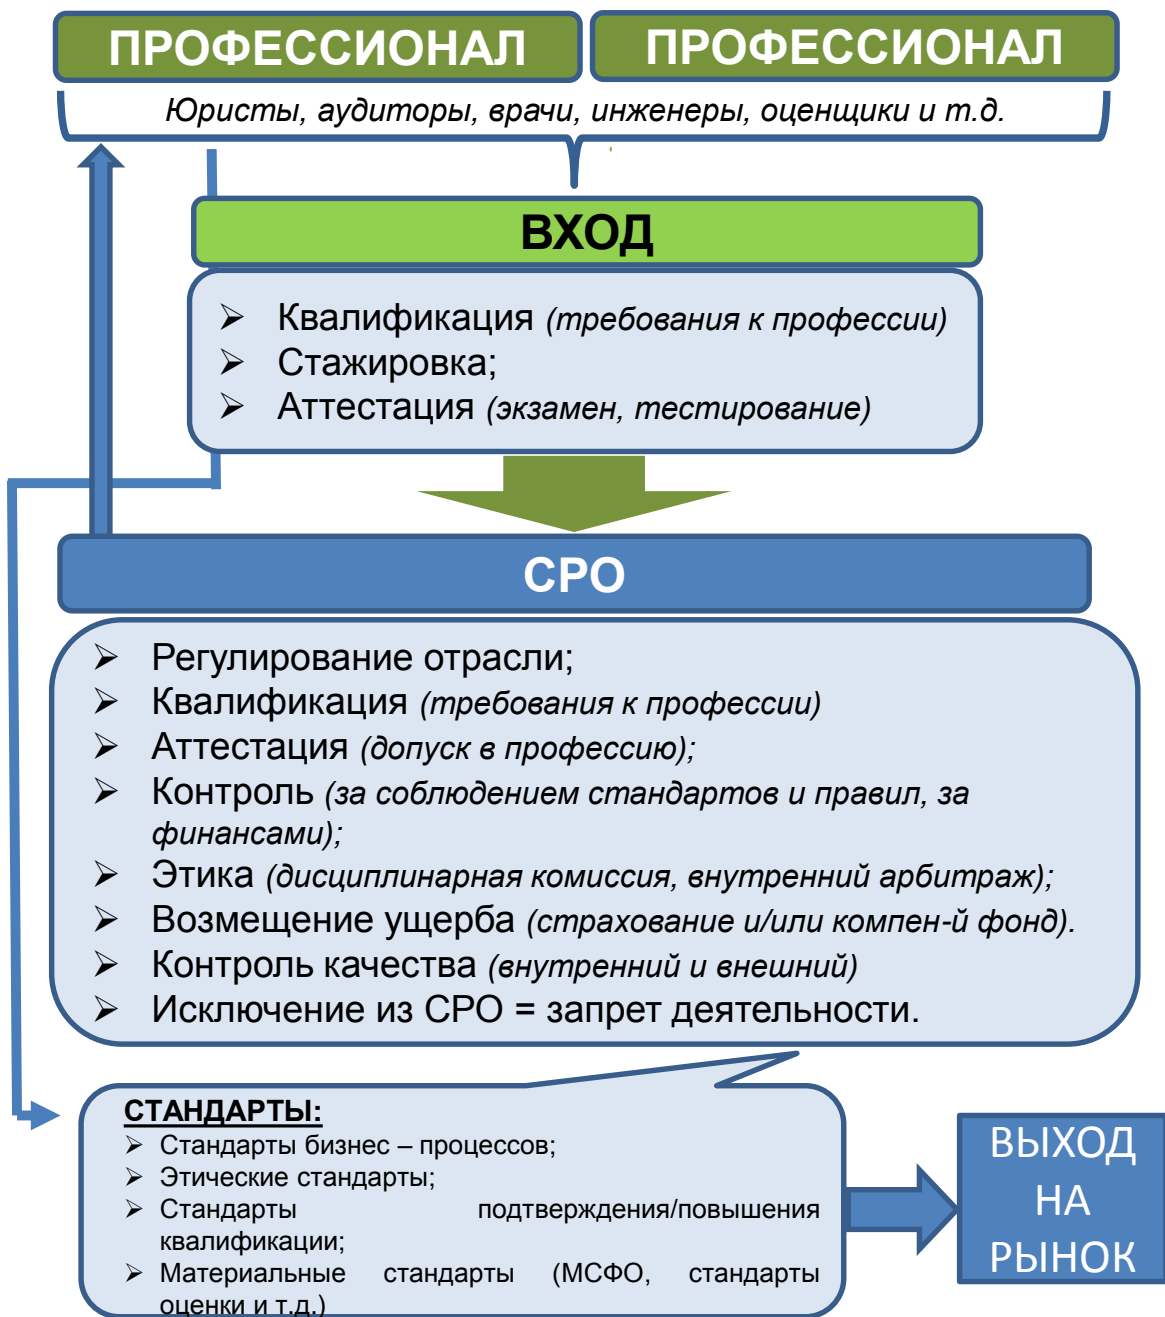 ПРОФЕССИОНАЛ
ПРОФЕССИОНАЛ
Юристы, аудиторы, врачи, инженеры, оценщики и т.д.
ВХОД
Квалификация (требования к профессии)
Стажировка;
Аттестация (экзамен, тестирование)
СРО
Регулирование отрасли;
Квалификация (требования к профессии)
Аттестация (допуск в профессию);
Контроль (за соблюдением стандартов и правил, за
финансами);
Этика (дисциплинарная комиссия, внутренний арбитраж);
Возмещение ущерба (страхование и/или компен-й фонд).
Контроль качества (внутренний и внешний)
Исключение из СРО = запрет деятельности.
СТАНДАРТЫ:
Стандарты бизнес – процессов;
Этические стандарты;
Стандарты подтверждения/повышения
квалификации;
Материальные стандарты (МСФО, стандарты
оценки и т.д.)
ВЫХОД
НА
РЫНОК